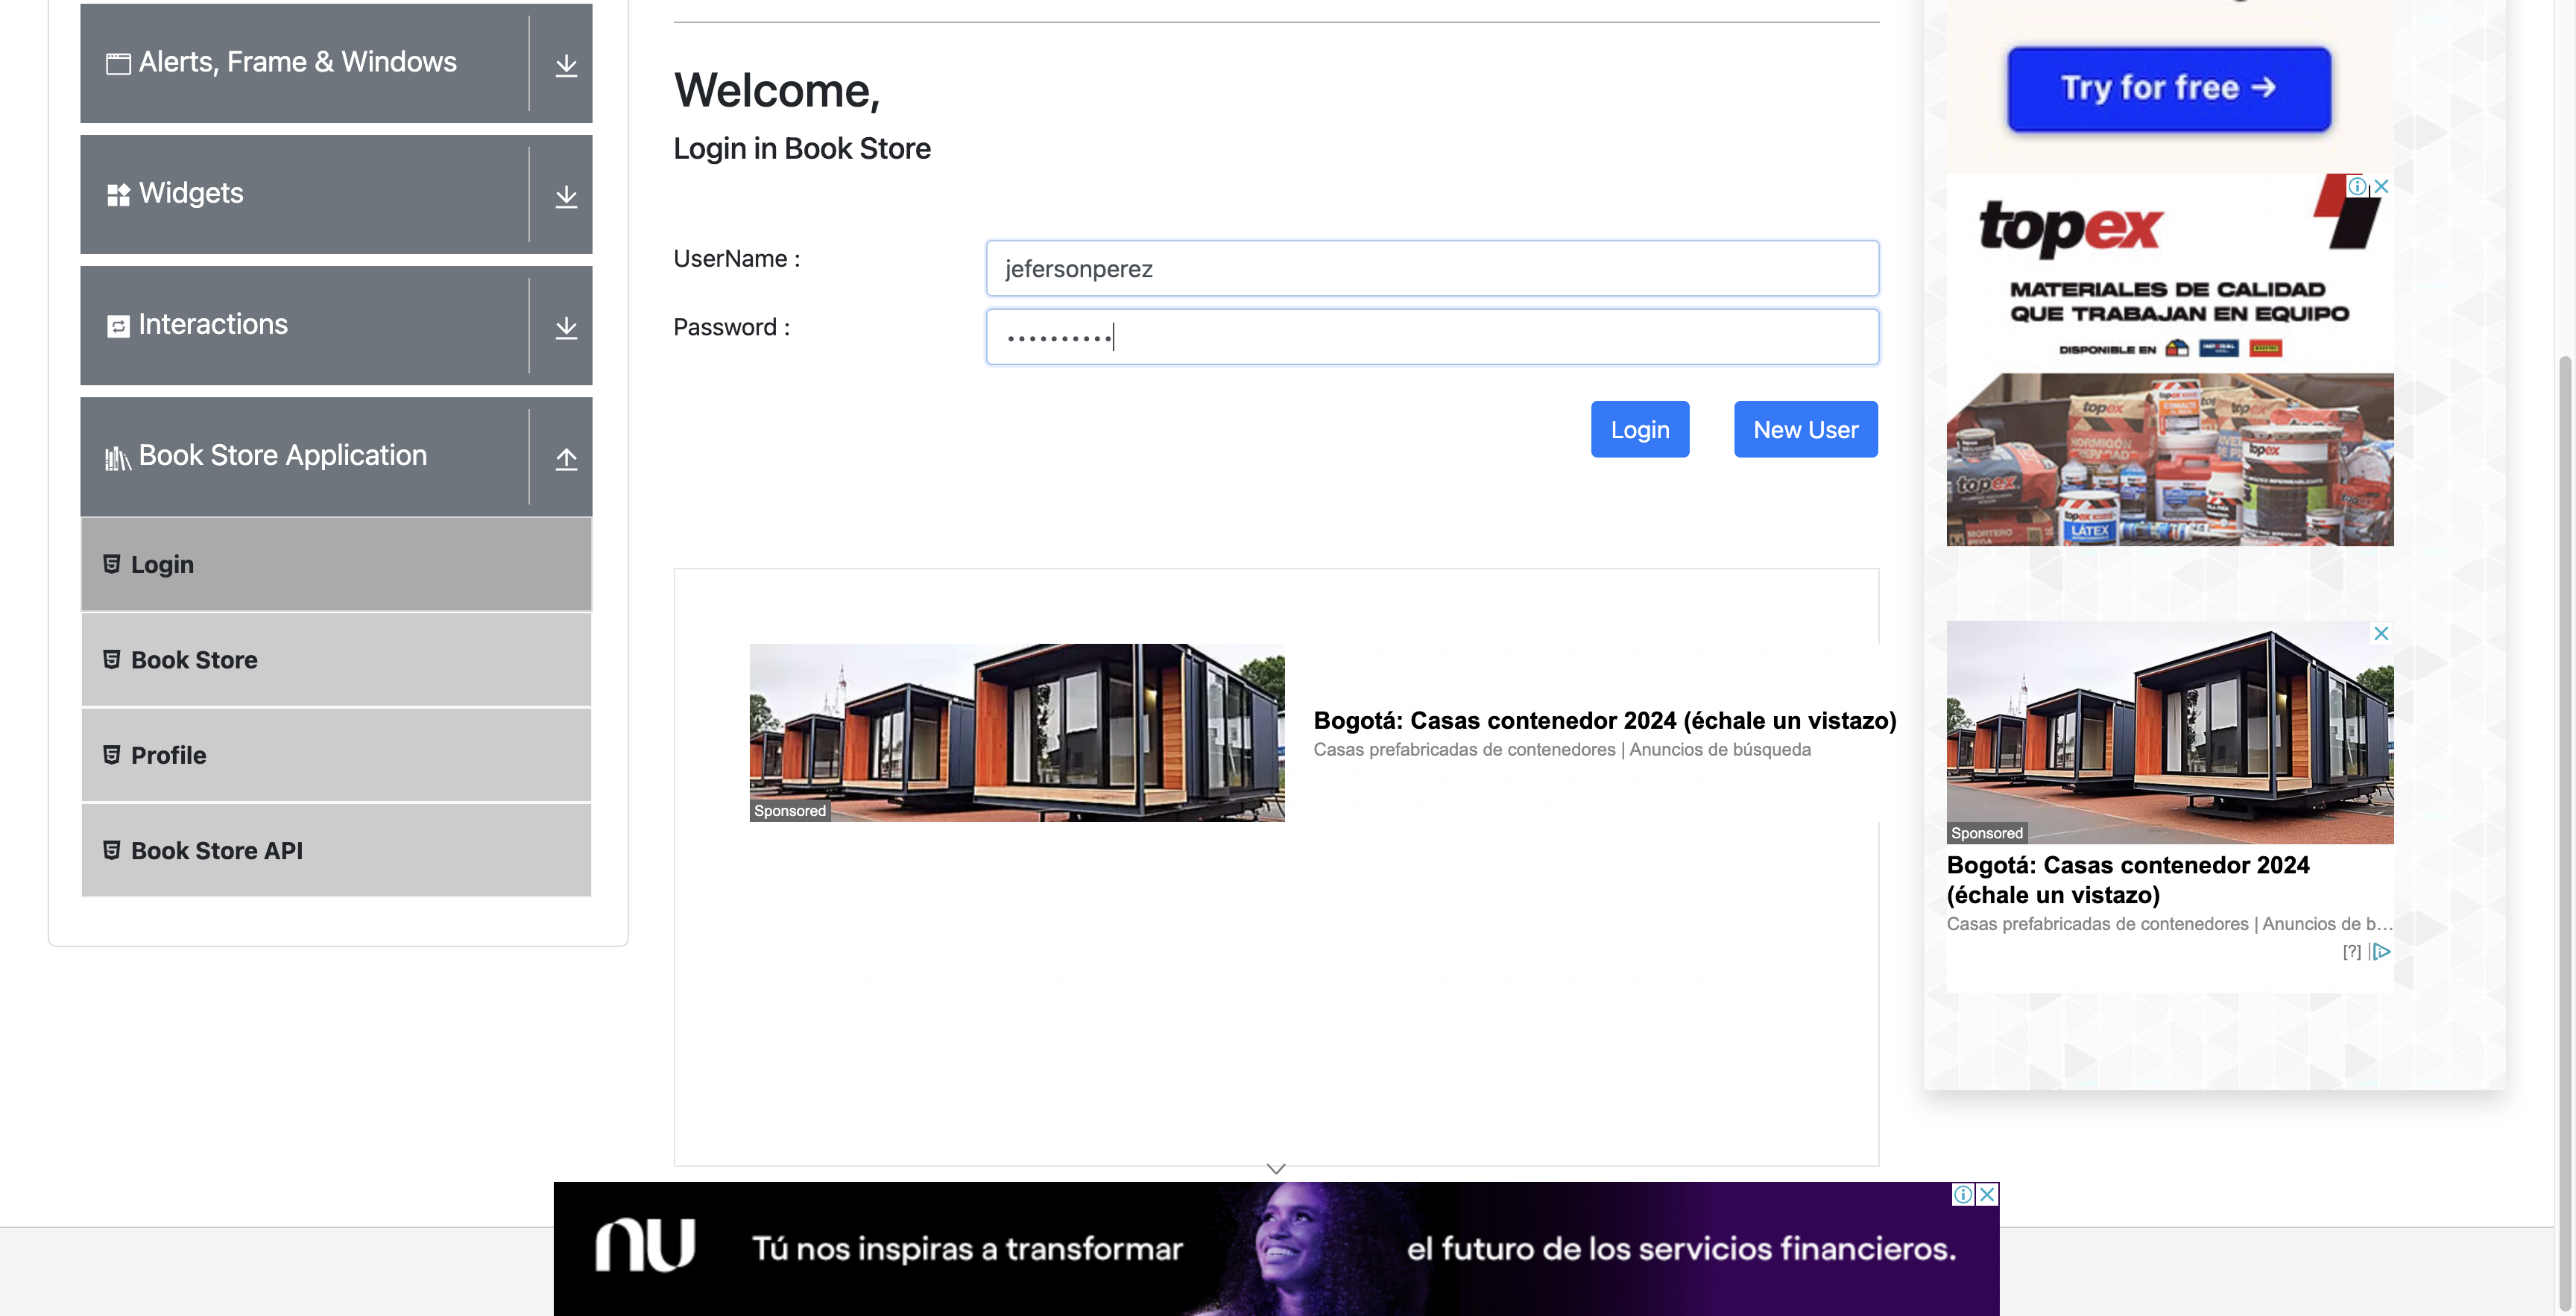 Alerts, Frame & Windows
Widgets
Interactions
Book Store Application
Login
Book Store
Profile
Book Store API
Welcome,
Login in Book Store
UserName :
jefersonperez
Password :
Login
New User
Sponsored
Bogotá: Casas contenedor 2024 (échale un vistazo)
Casas prefabricadas de contenedores | Anuncios de búsqueda
Try for free →
topex
MATERIALES DE CALIDAD
QUE TRABAJAN EN EQUIPO
DISPONIBLE EN
topex
topex
topex
LÁTEX
Sponsored
Bogotá: Casas contenedor 2024
(échale un vistazo)
Casas prefabricadas de contenedores | Anuncios de b...
[?]
nu
Tú nos inspiras a transformar
el futuro de los servicios financieros.